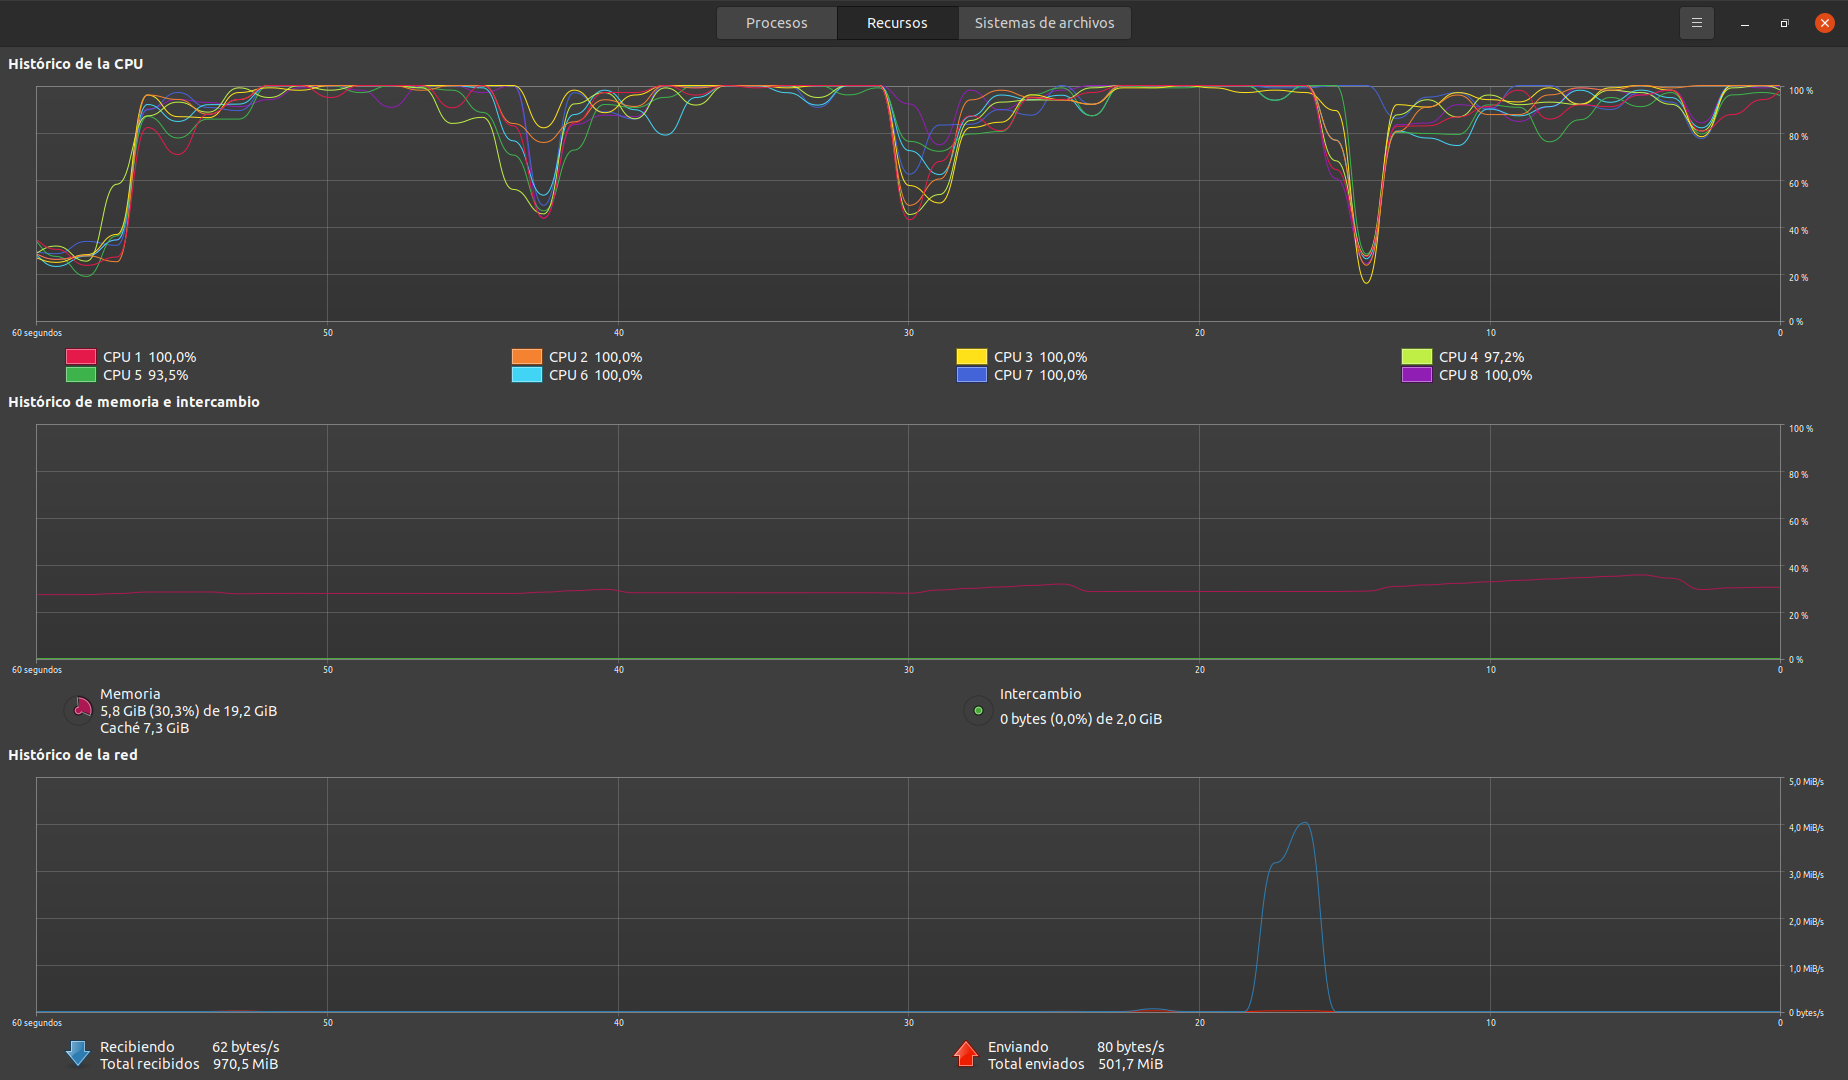 Procesos Recursos Sistemas de archivos
Histórico de la CPU
100 %
80 %
60 %
40 %
20 %
0 %
60 segundos 50 40 30 20 10 0
CPU 1 100,0% CPU 2 100,0% CPU 3 100,0% CPU 4 97,2%
CPU 5 93,5% CPU 6 100,0% CPU 7 100,0% CPU 8 100,0%
Histórico de memoria e intercambio
100 %
80 %
60 %
40 %
20 %
0 %
60 segundos 50 40 30 20 10 0
Memoria
5,8 GiB (30,3%) de 19,2 GiB
Caché 7,3 GiB
Intercambio
0 bytes (0,0%) de 2,0 GiB
Histórico de la red
5,0 MiB/s
4,0 MiB/s
3,0 MiB/s
2,0 MiB/s
1,0 MiB/s
0 bytes/s
60 segundos 50 40 30 20 10 0
Recibiendo 62 bytes/s
Total recibidos 970,5 MiB
Enviando 80 bytes/s
Total enviados 501,7 MiB